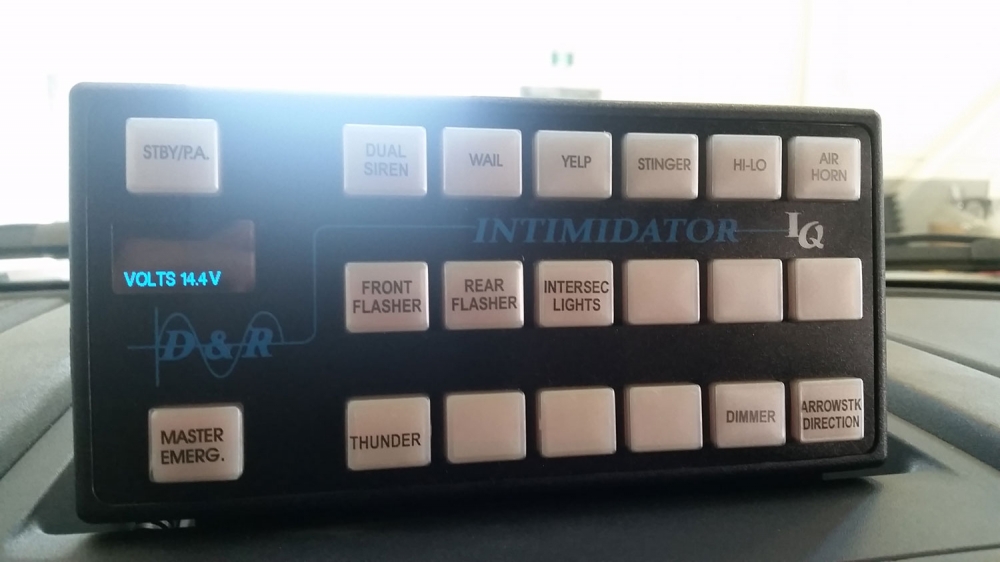 STBY/P.A.
DUAL
SIREN
WAIL
YELP
STINGER
HI-LO
AIR
HORN
INTIMIDATOR
IQ
VOLTS 14.4 V
FRONT
FLASHER
REAR
FLASHER
INTERSEC
LIGHTS
D & R
MASTER
EMERG.
THUNDER
DIMMER
ARROWSTK
DIRECTION